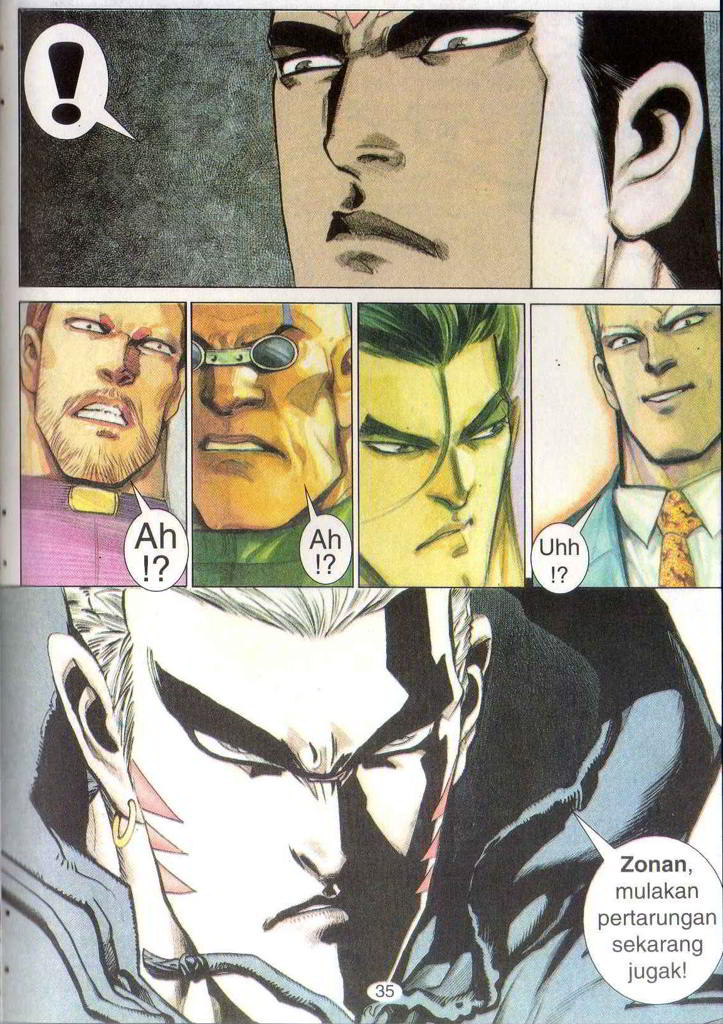 !
Ah
!?
Ah
!?
Uhh
!?
Zonan,
mulakan
pertarungan
sekarang
jugak!
35